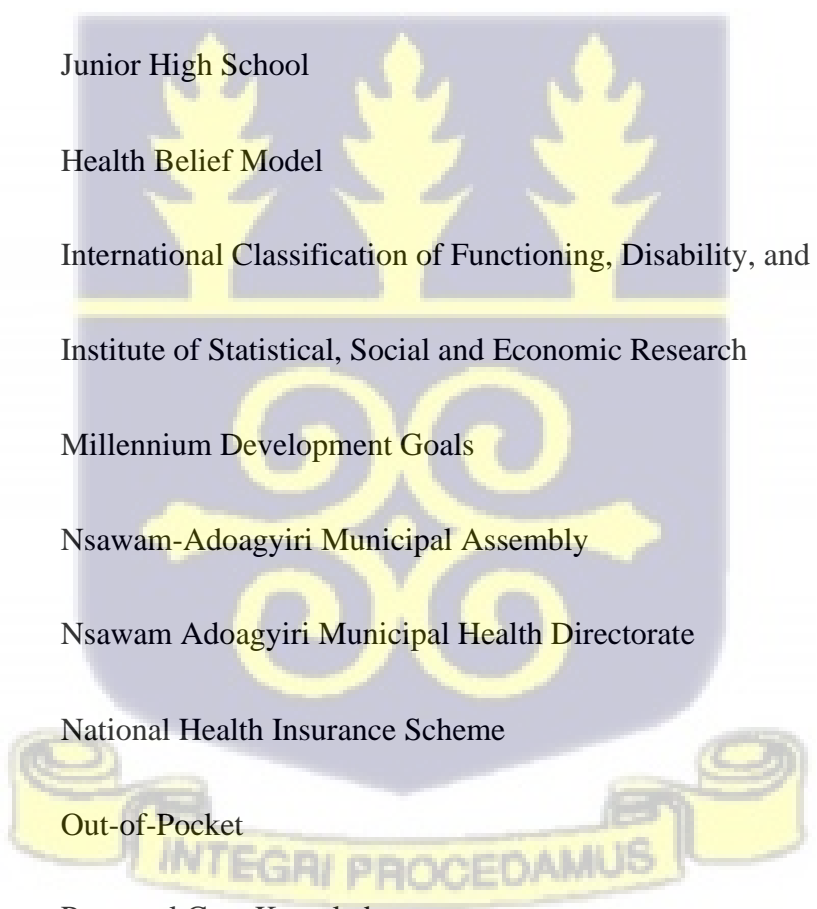 Junior High School
Health Belief Model
International Classification of Functioning, Disability, and
Institute of Statistical, Social and Economic Research
Millennium Development Goals
Nsawam-Adoagyiri Municipal Assembly
Nsawam Adoagyiri Municipal Health Directorate
National Health Insurance Scheme
Out-of-Pocket
INTEGRI PROCEDAMUS